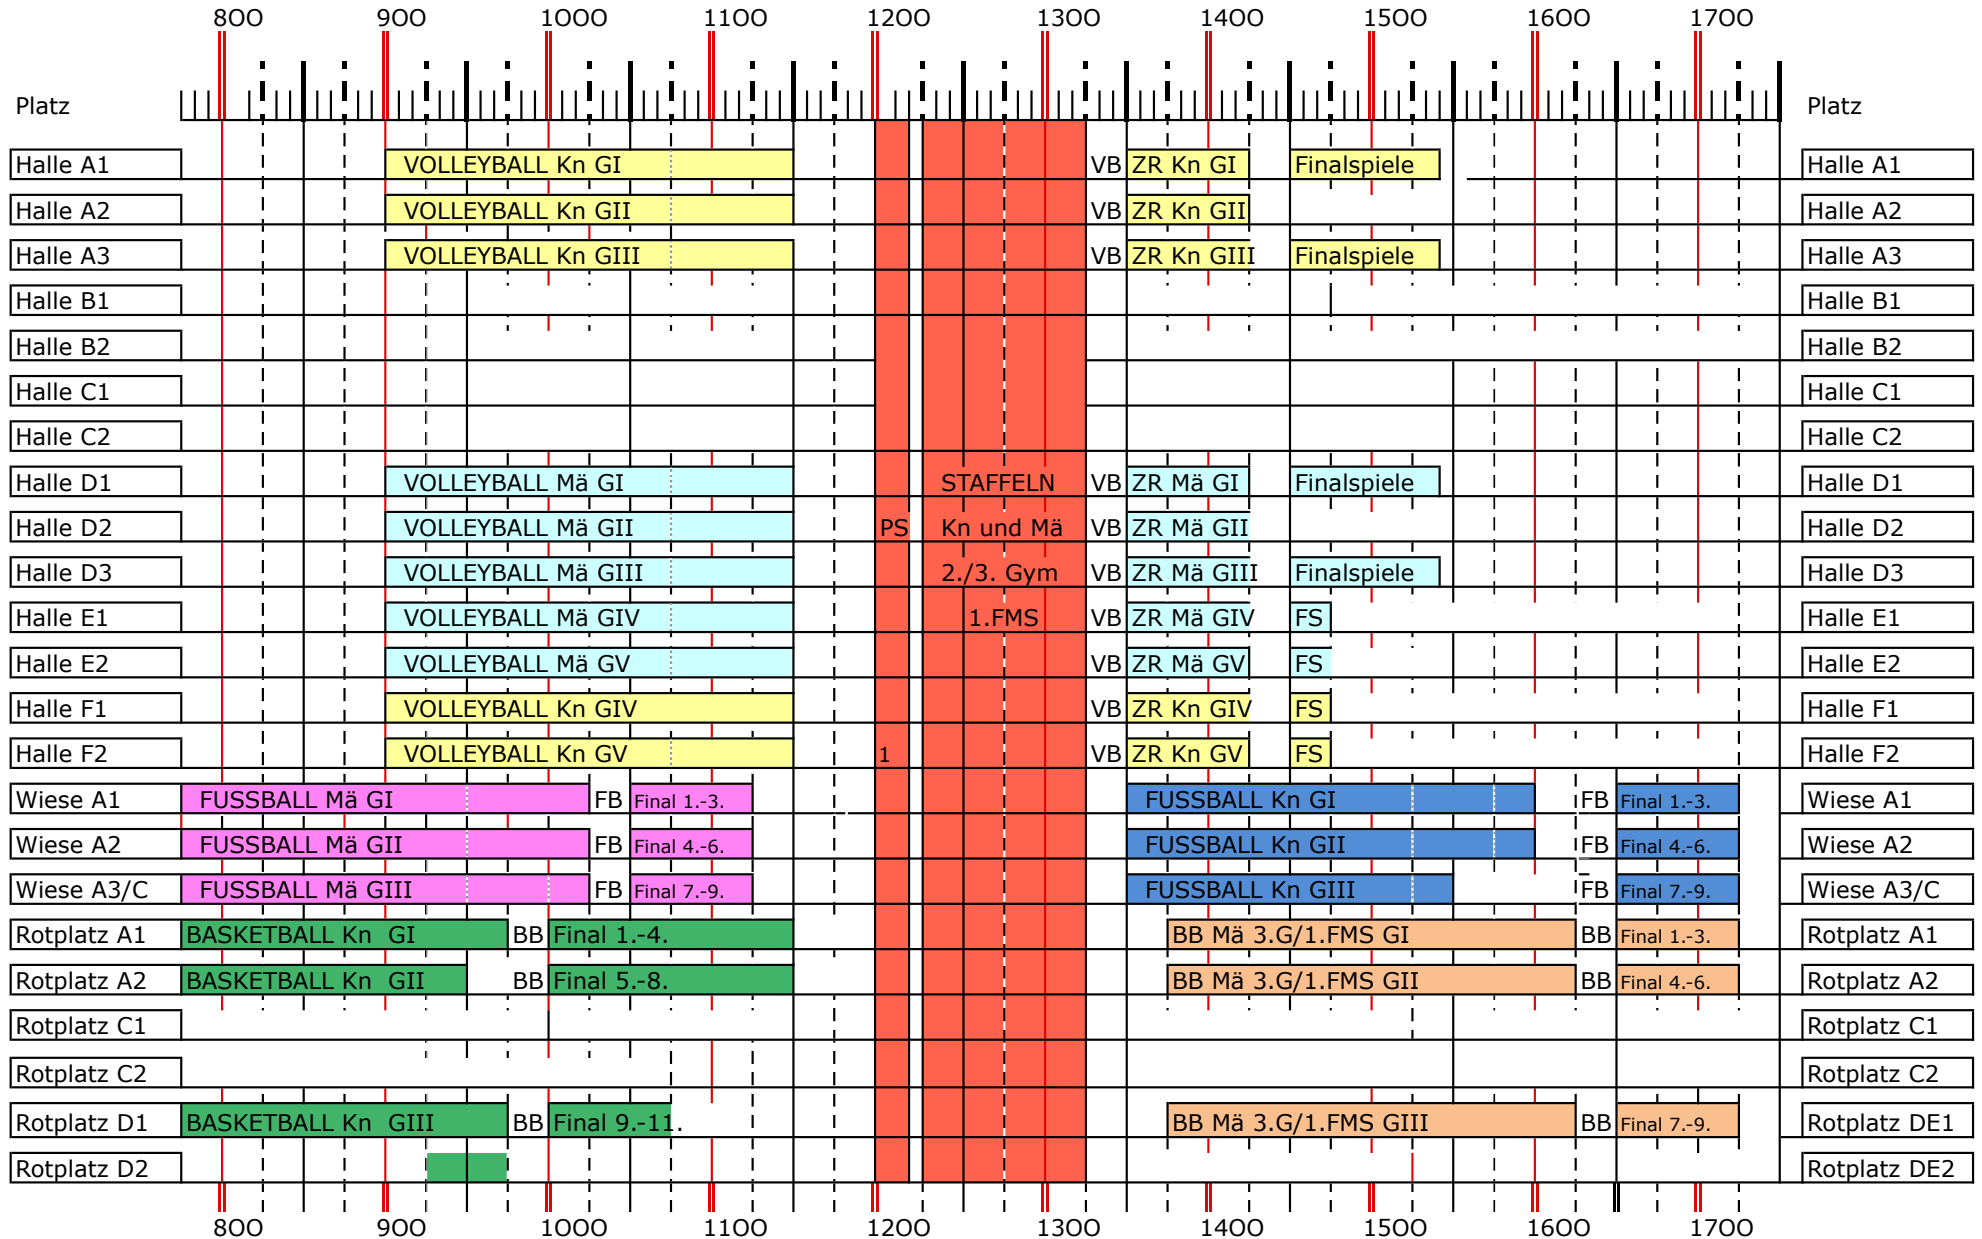 800 900 1000 1100 1200 1300 1400 1500 1600 1700
Platz Platz
Halle A1 VOLLEYBALL Kn GI VB ZR Kn GI Finalspiele Halle A1
Halle A2 VOLLEYBALL Kn GII VB ZR Kn GII Halle A2
Halle A3 VOLLEYBALL Kn GIII VB ZR Kn GIII Finalspiele Halle A3
Halle B1 Halle B1
Halle B2 Halle B2
Halle C1 Halle C1
Halle C2 Halle C2
Halle D1 VOLLEYBALL Mä GI STAFFELN VB ZR Mä GI Finalspiele Halle D1
Halle D2 VOLLEYBALL Mä GII PS Kn und Mä VB ZR Mä GII Halle D2
Halle D3 VOLLEYBALL Mä GIII 2./3. Gym VB ZR Mä GIII Finalspiele Halle D3
Halle E1 VOLLEYBALL Mä GIV 1.FMS VB ZR Mä GIV FS Halle E1
Halle E2 VOLLEYBALL Mä GV VB ZR Mä GV FS Halle E2
Halle F1 VOLLEYBALL Kn GIV VB ZR Kn GIV FS Halle F1
Halle F2 VOLLEYBALL Kn GV 1 VB ZR Kn GV FS Halle F2
Wiese A1 FUSSBALL Mä GI FB Final 1.-3. FUSSBALL Kn GI FB Final 1.-3. Wiese A1
Wiese A2 FUSSBALL Mä GII FB Final 4.-6. FUSSBALL Kn GII FB Final 4.-6. Wiese A2
Wiese A3/C FUSSBALL Mä GIII FB Final 7.-9. FUSSBALL Kn GIII FB Final 7.-9. Wiese A3/C
Rotplatz A1 BASKETBALL Kn GI BB Final 1.-4. BB Mä 3.G/1.FMS GI BB Final 1.-3. Rotplatz A1
Rotplatz A2 BASKETBALL Kn GII BB Final 5.-8. BB Mä 3.G/1.FMS GII BB Final 4.-6. Rotplatz A2
Rotplatz C1 Rotplatz C1
Rotplatz C2 Rotplatz C2
Rotplatz D1 BASKETBALL Kn GIII BB Final 9.-11. BB Mä 3.G/1.FMS GIII BB Final 7.-9. Rotplatz DE1
Rotplatz D2 Rotplatz DE2
800 900 1000 1100 1200 1300 1400 1500 1600 1700